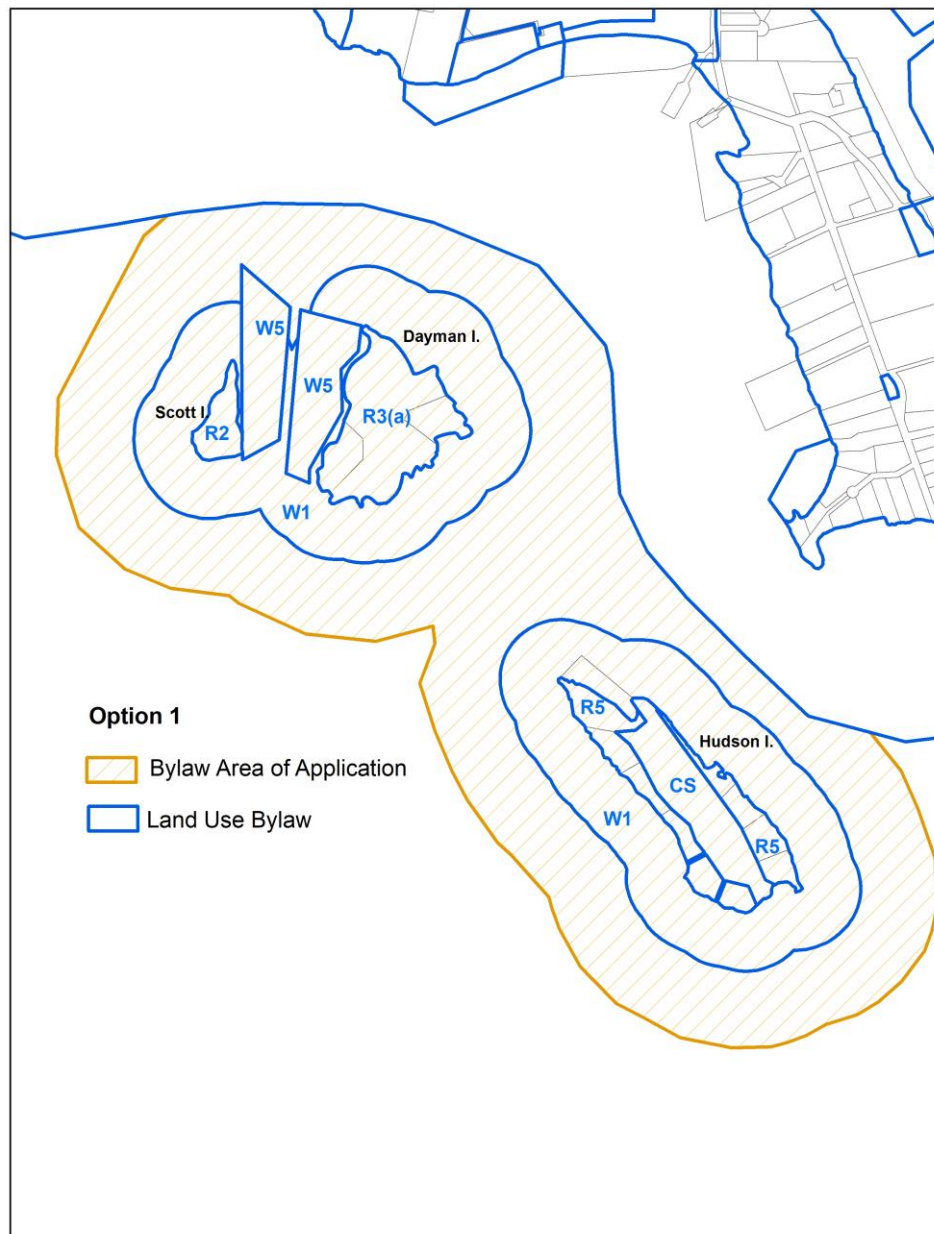 W5
Dayman I.
W5
Scott I.
R3(a)
R2
W1
Option 1
R5
Hudson I.
Bylaw Area of Application
CS
Land Use Bylaw
W1
R5